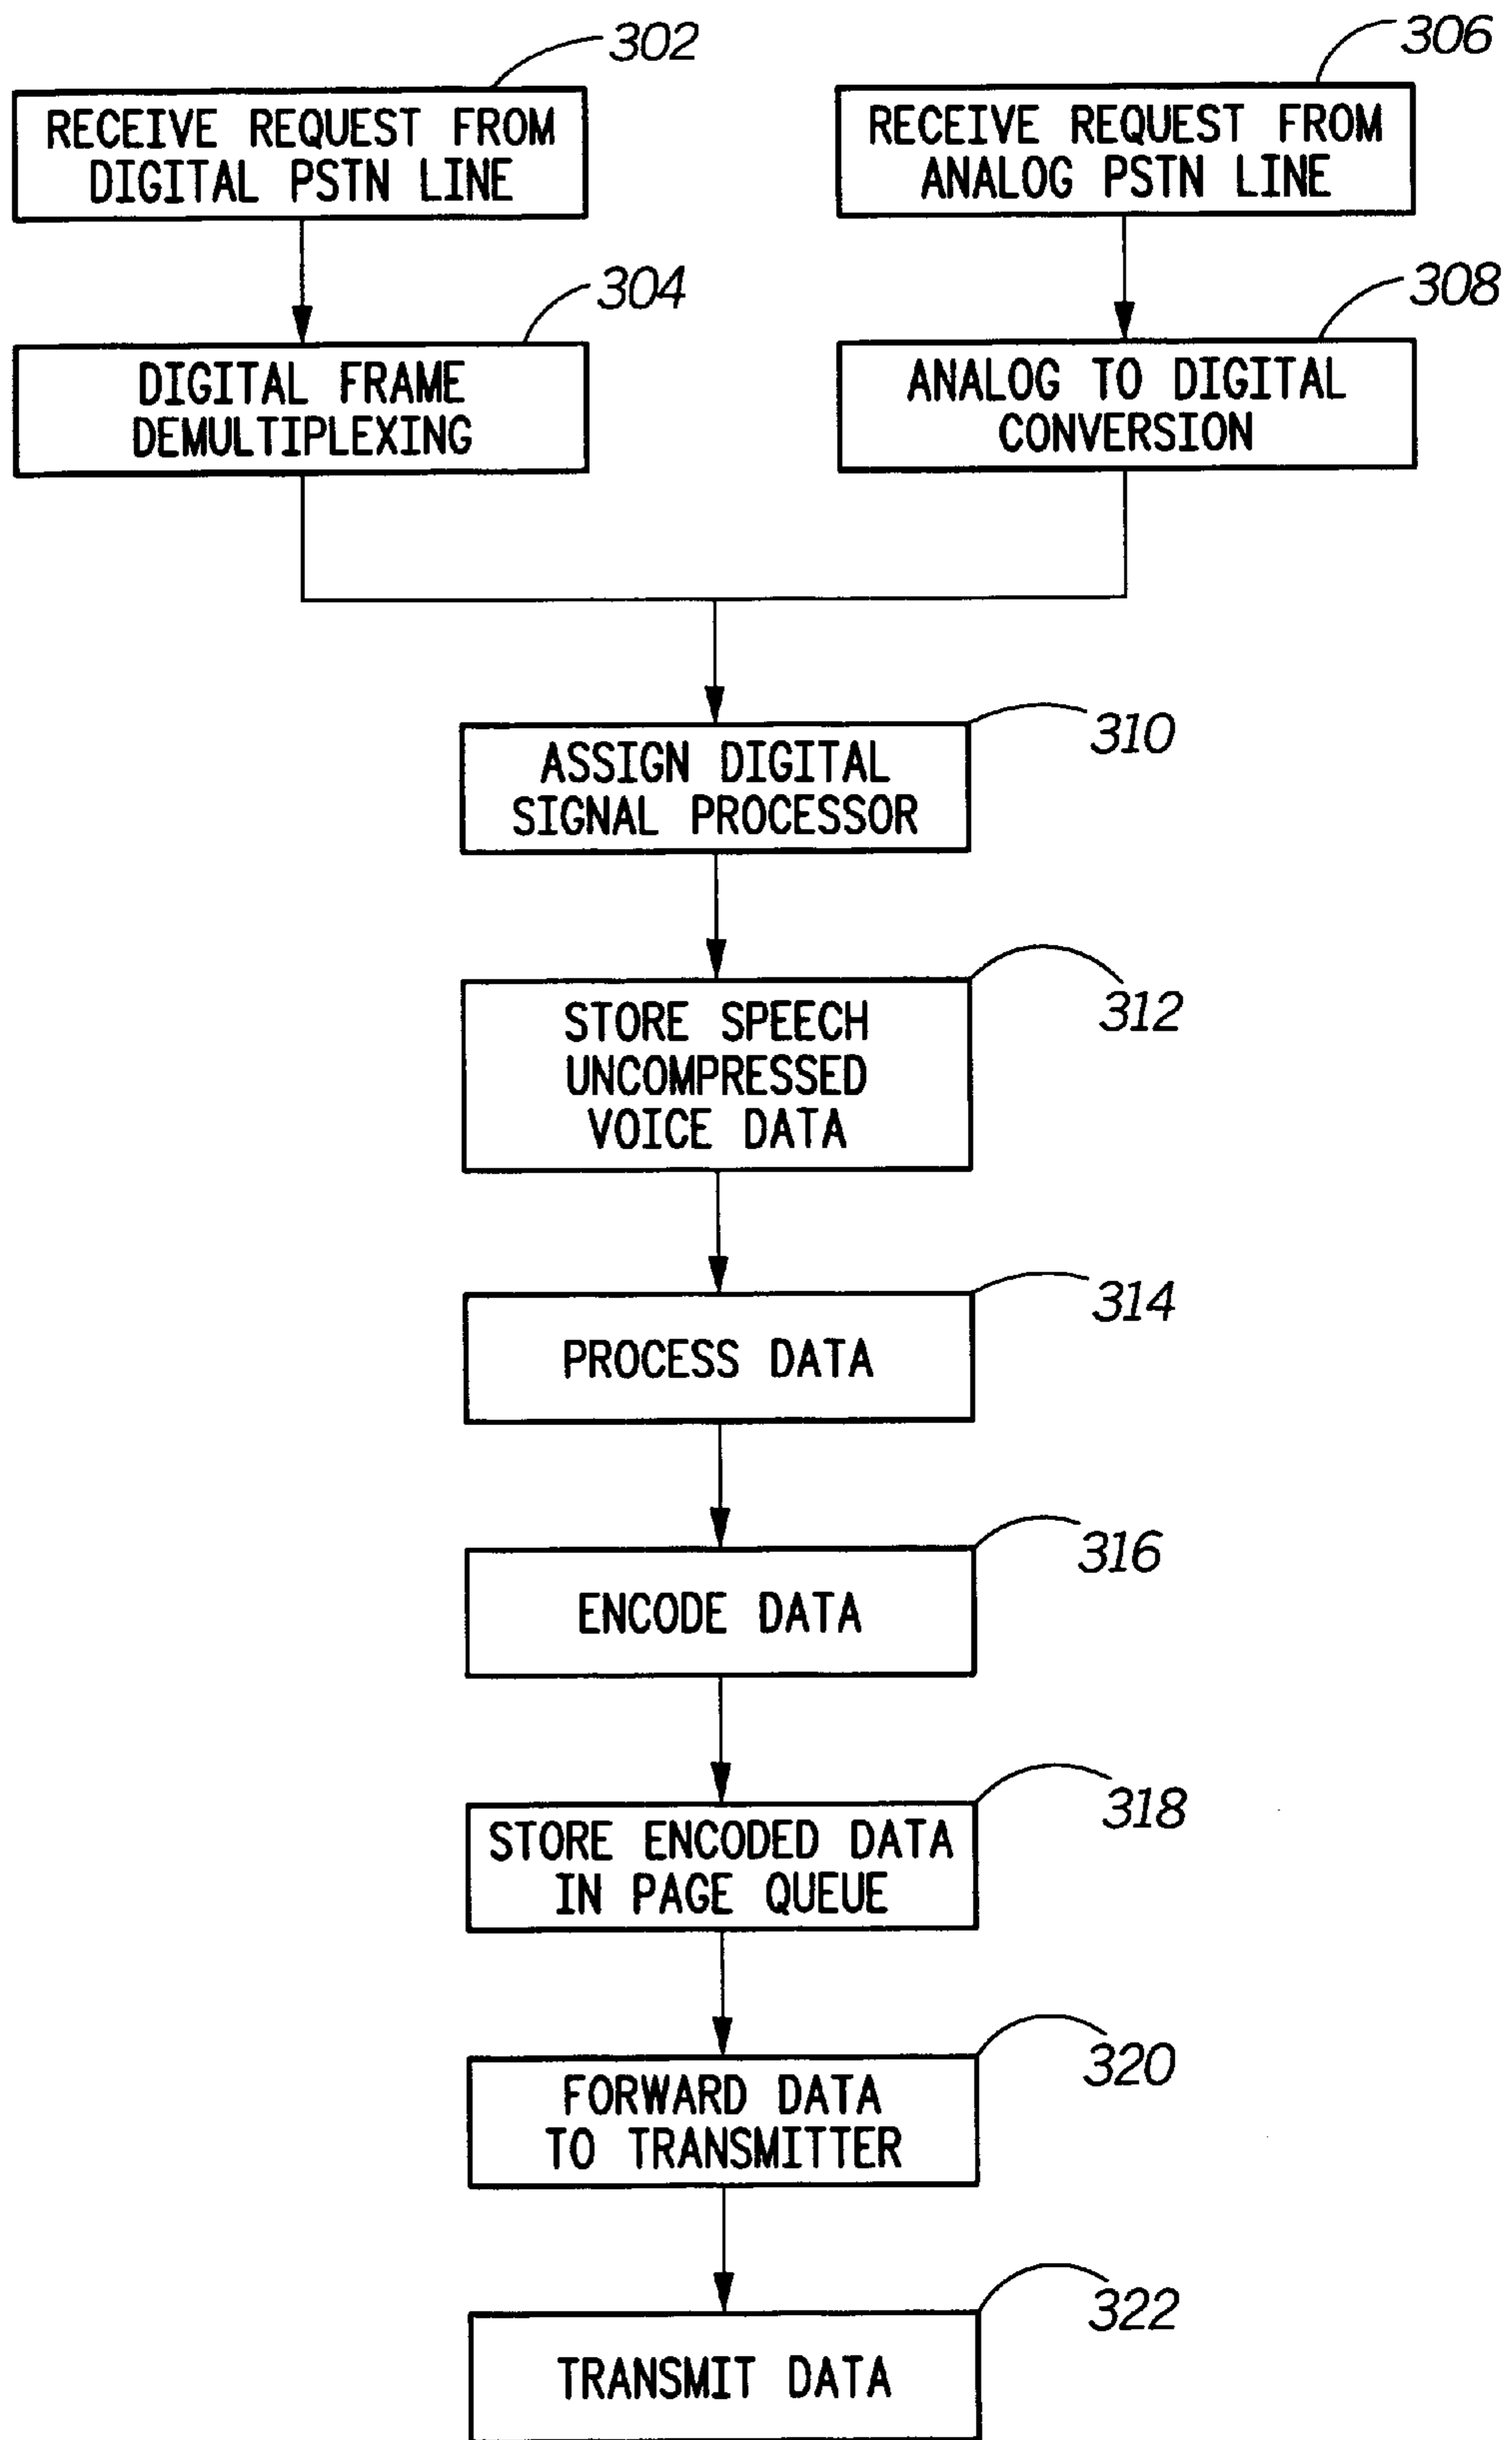 302
RECEIVE REQUEST FROM
DIGITAL PSTN LINE
306
RECEIVE REQUEST FROM
ANALOG PSTN LINE
304
DIGITAL FRAME
DEMULTIPLEXING
308
ANALOG TO DIGITAL
CONVERSION
310
ASSIGN DIGITAL
SIGNAL PROCESSOR
312
STORE SPEECH
UNCOMPRESSED
VOICE DATA
314
PROCESS DATA
316
ENCODE DATA
318
STORE ENCODED DATA
IN PAGE QUEUE
320
FORWARD DATA
TO TRANSMITTER
322
TRANSMIT DATA